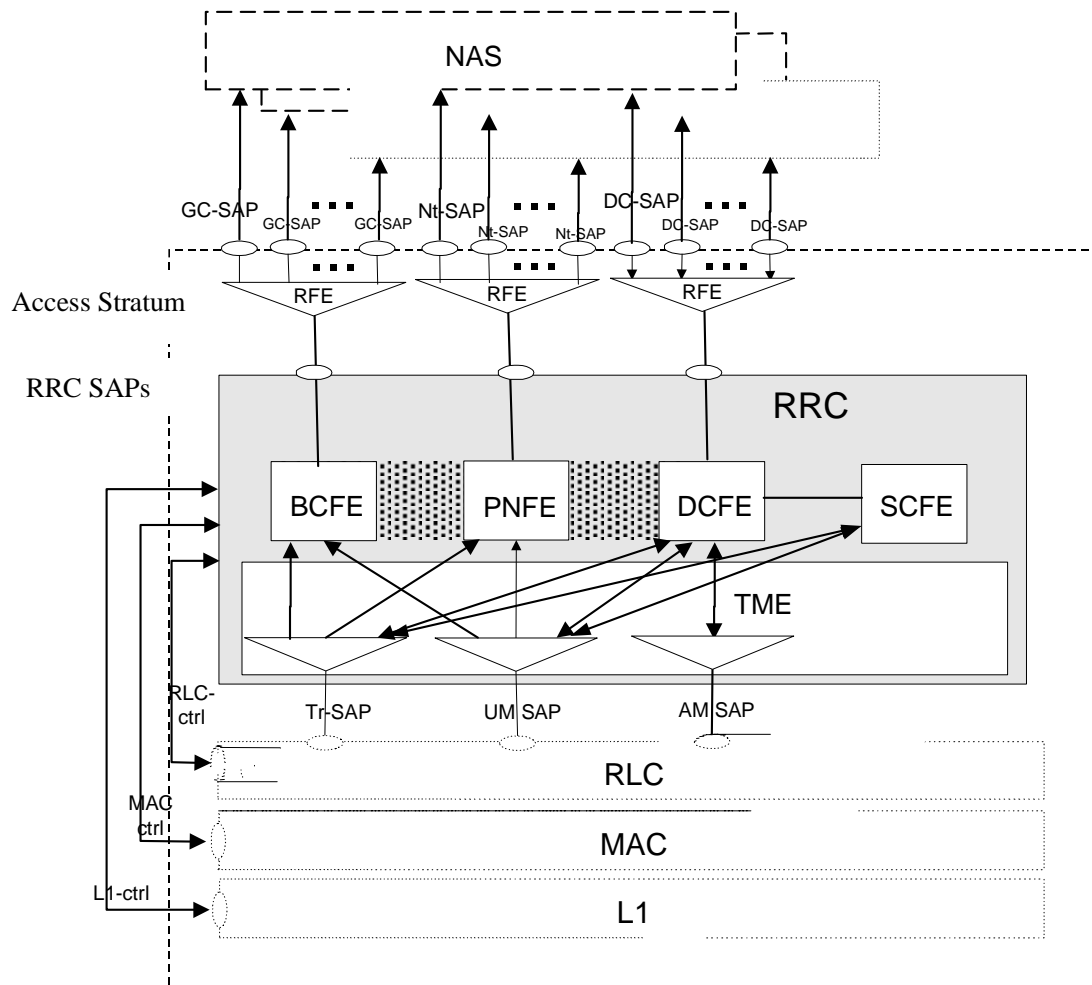 NAS
GC-SAP
GC-SAP
GC-SAP
Nt-SAP
Nt-SAP
Nt-SAP
DC-SAP
DC-SAP
DC-SAP
Access Stratum
RFE
RFE
RFE
RRC SAPs
RRC
BCFE
PNFE
DCFE
SCFE
TME
RLC-
ctrl
Tr-SAP
UM SAP
AM SAP
RLC
MAC
ctrl
MAC
L1-ctrl
L1